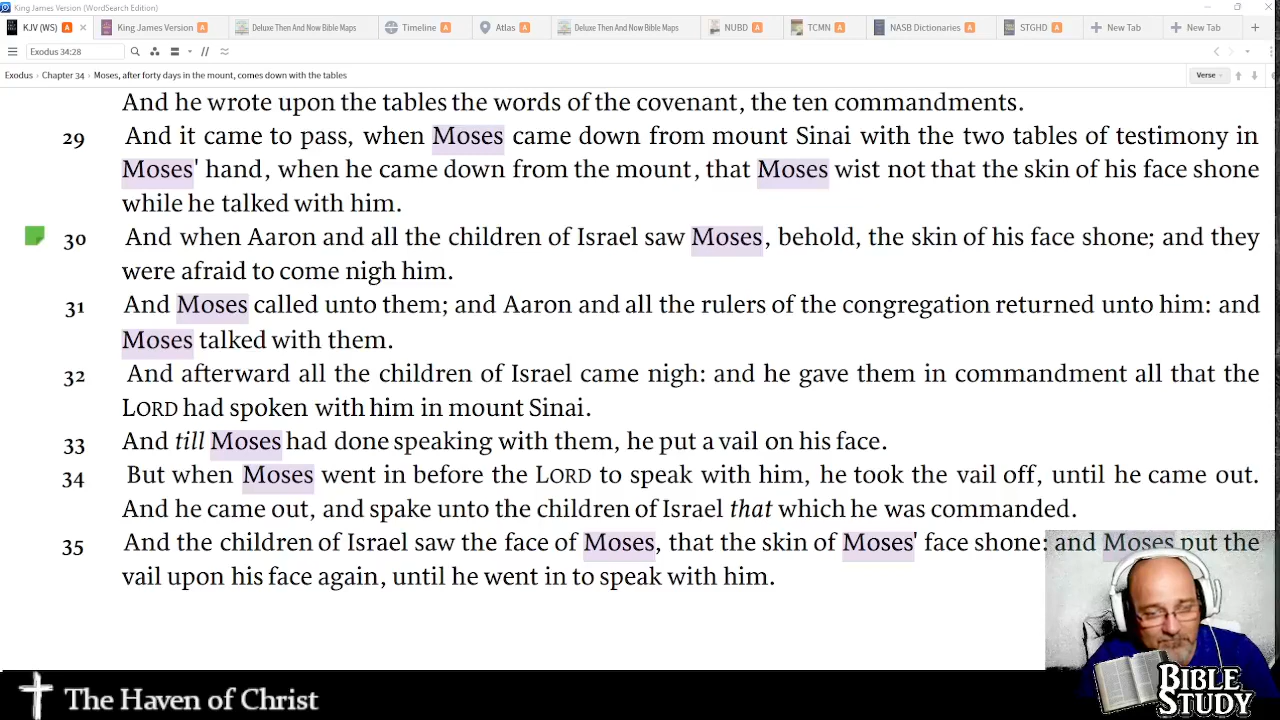 King James Version (WordSearch Edition)
KJV (WS) A × King James Version A Deluxe Then And Now Bible Maps Timeline A Atlas A Deluxe Then And Now Bible Maps NUBD A TCMN A NASB Dictionaries A STGHD A New Tab New Tab
Exodus 34:28
Exodus › Chapter 34 › Moses, after forty days in the mount, comes down with the tables Verse
And he wrote upon the tables the words of the covenant, the ten commandments.
29 And it came to pass, when Moses came down from mount Sinai with the two tables of testimony in
Moses' hand, when he came down from the mount, that Moses wist not that the skin of his face shone
while he talked with him.
30 And when Aaron and all the children of Israel saw Moses, behold, the skin of his face shone; and they
were afraid to come nigh him.
31 And Moses called unto them; and Aaron and all the rulers of the congregation returned unto him: and
Moses talked with them.
32 And afterward all the children of Israel came nigh: and he gave them in commandment all that the
LORD had spoken with him in mount Sinai.
33 And till Moses had done speaking with them, he put a vail on his face.
34 But when Moses went in before the LORD to speak with him, he took the vail off, until he came out.
And he came out, and spake unto the children of Israel that which he was commanded.
35 And the children of Israel saw the face of Moses, that the skin of Moses' face shone: and Moses put the
vail upon his face again, until he went in to speak with him.
The Haven of Christ
BIBLE
STUDY